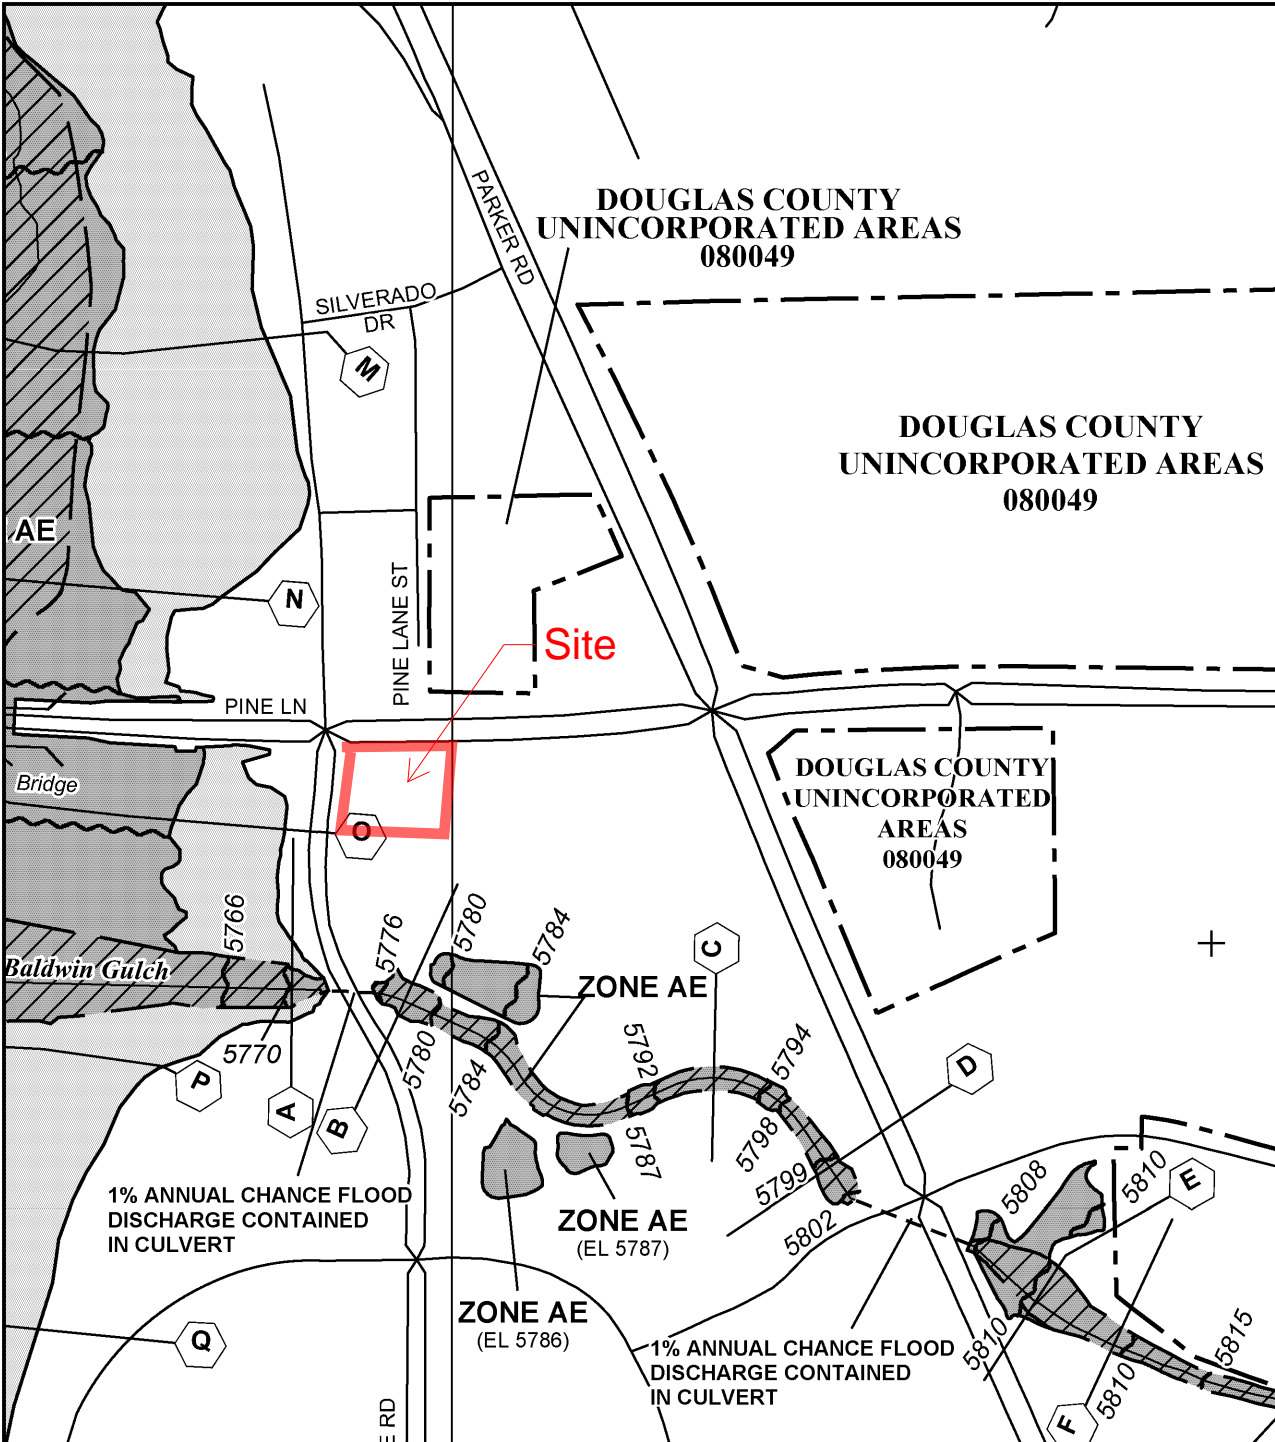 DOUGLAS COUNTY
UNINCORPORATED AREAS
080049
PARKER RD
SILVERADO
DR
M
DOUGLAS COUNTY
UNINCORPORATED AREAS
080049
AE
N
PINE LANE ST
Site
PINE LN
Bridge
O
DOUGLAS COUNTY
UNINCORPORATED
AREAS
080049
5766
5776
5780
5784
C
Baldwin Gulch
ZONE AE
5770
5780
5784
5792
5794
P
A
B
5787
5798
D
5799
5802
5808
5810
E
1% ANNUAL CHANCE FLOOD
DISCHARGE CONTAINED
IN CULVERT
ZONE AE
(EL 5787)
ZONE AE
(EL 5786)
Q
1% ANNUAL CHANCE FLOOD
DISCHARGE CONTAINED
IN CULVERT
5810
5810
5815
F
E RD